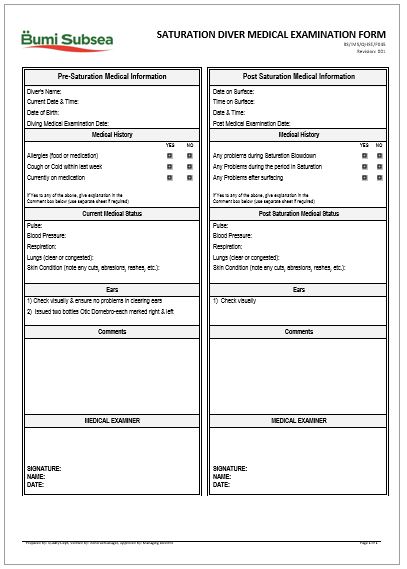 Bumi Subsea
SATURATION DIVER MEDICAL EXAMINATION FORM
Revision: 001
Pre-Saturation Medical Information
Diver's Name:
Current Date & Time:
Date of Birth:
Diving Medical Examination Date:
Medical History
YES NO
Allergies (food or medication)
Cough or Cold within last week
Currently on medication
If Yes to any of the above, give explanation in the
Comment box below (use separate sheet if required)
Current Medical Status
Pulse:
Blood Pressure:
Respiration:
Lungs (clear or congested):
Skin Condition (note any cuts, abrasions, rashes, etc.):
Ears
1) Check visually & ensure no problems in clearing ears
2) Issued two bottles Otic Domebro-each marked right & left
Comments
MEDICAL EXAMINER
SIGNATURE:
NAME:
DATE:
Post Saturation Medical Information
Date on Surface:
Time on Surface:
Date & Time:
Post Medical Examination Date:
Medical History
YES NO
Any problems during Saturation Blowdown
Any Problems during the period in Saturation
Any Problems after surfacing
If Yes to any of the above, give explanation in the
Comment box below (use separate sheet if required)
Post Saturation Medical Status
Pulse:
Blood Pressure:
Respiration:
Lungs (clear or congested):
Skin Condition (note any cuts, abrasions, rashes, etc.):
Ears
1) Check visually
Comments
MEDICAL EXAMINER
SIGNATURE:
NAME:
DATE: